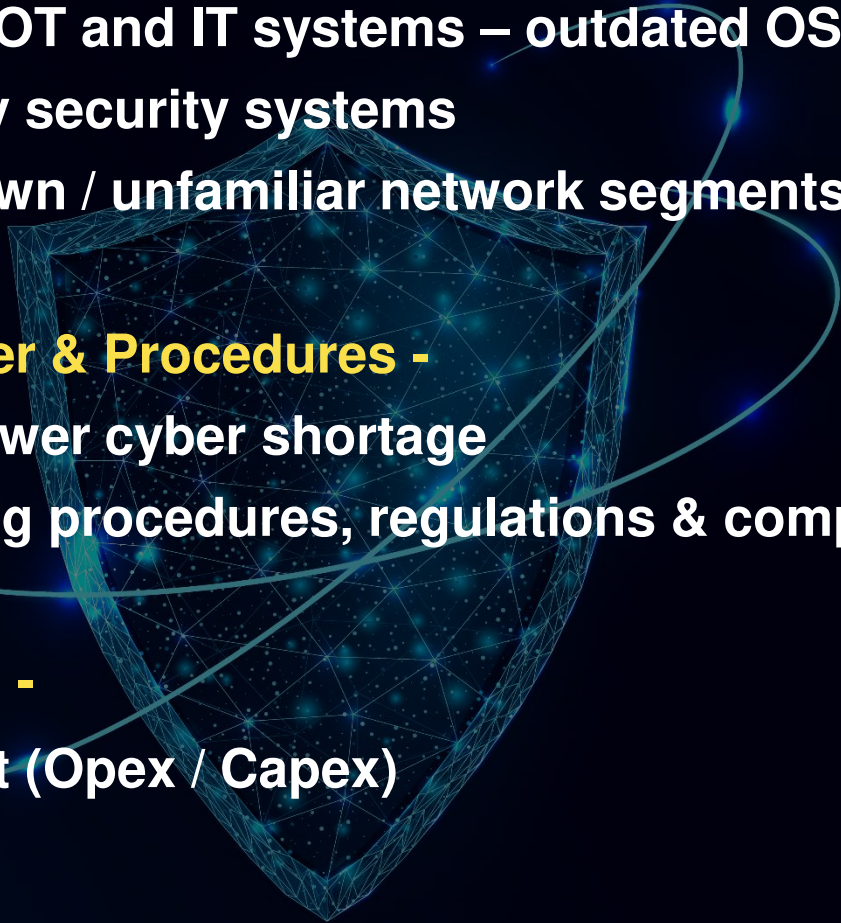 OT and IT systems – outdated OS
y security systems
wn / unfamiliar network segments
er & Procedures -
wer cyber shortage
g procedures, regulations & comp
-
t (Opex / Capex)